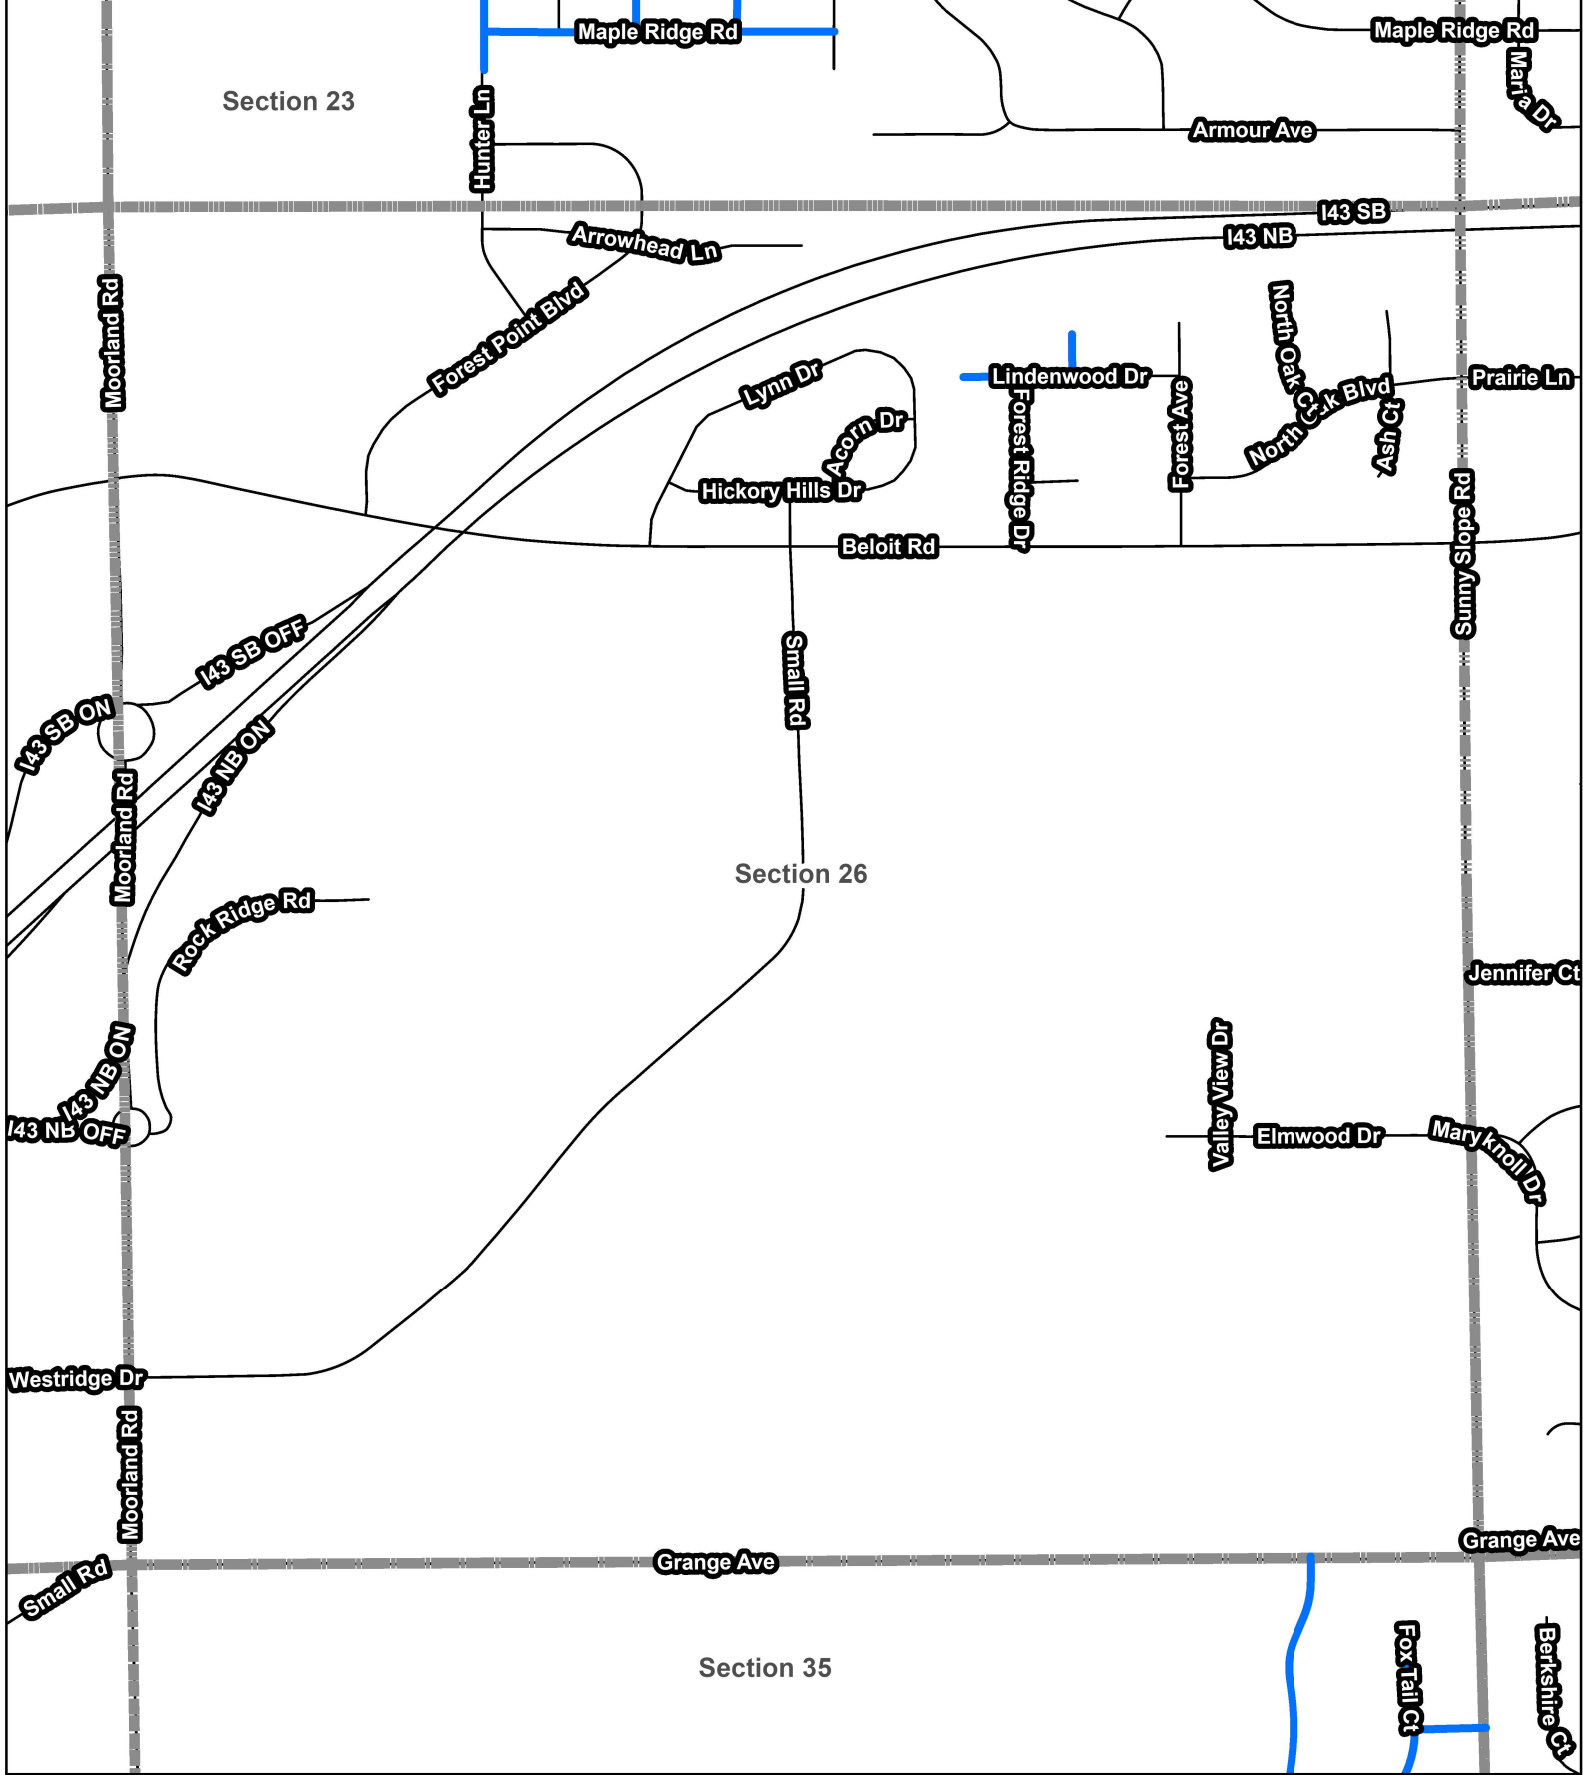 Maple Ridge Rd
Maple Ridge Rd
Maria Dr
Section 23
Hunter Ln
Armour Ave
I43 SB
I43 NB
Arrowhead Ln
Moorland Rd
Forest Point Blvd
North Oak Ct
Lynn Dr
Lindenwood Dr
Prairie Ln
North Oak Blvd
Acorn Dr
Forest Ridge Dr
Forest Ave
Ash Ct
Hickory Hills Dr
Beloit Rd
Sunny Slope Rd
I43 SB OFF
Small Rd
I43 SB ON
I43 NB ON
Moorland Rd
Section 26
Rock Ridge Rd
Jennifer Ct
I43 NB ON
Valley View Dr
I43 NB OFF
Elmwood Dr
Maryknoll Dr
Westridge Dr
Moorland Rd
Grange Ave
Grange Ave
Small Rd
Section 35
Fox Tail Ct
Berkshire Ct